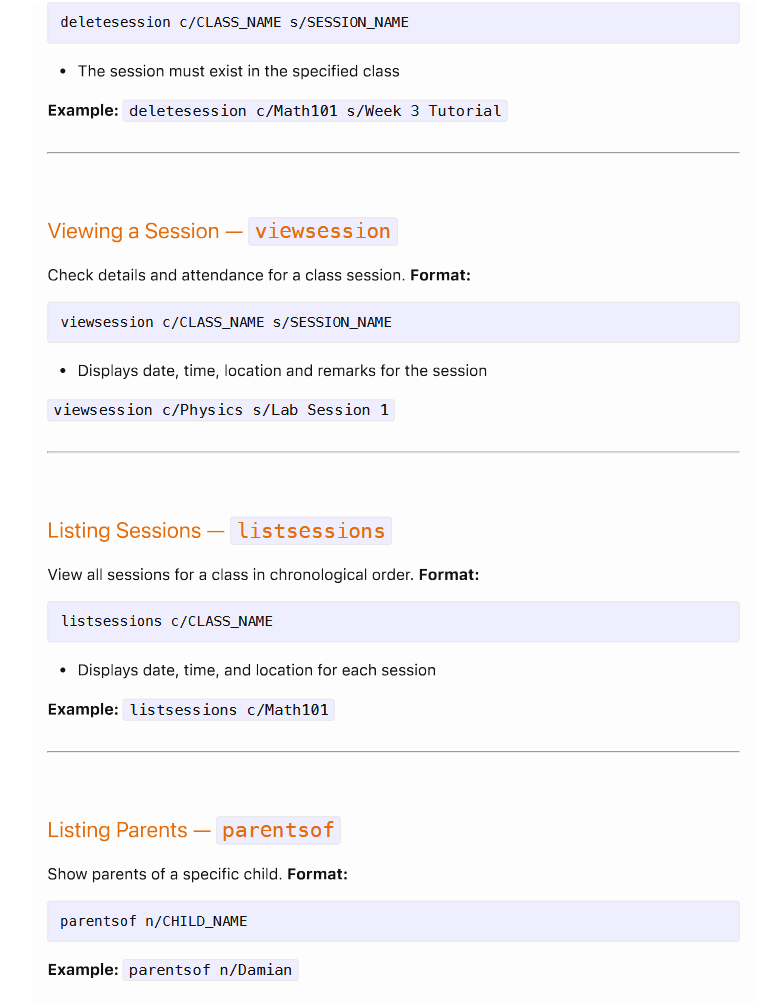 deletesession c/CLASS_NAME s/SESSION_NAME
• The session must exist in the specified class
Example: deletesession c/Math101 s/Week 3 Tutorial
Viewing a Session — viewsession
Check details and attendance for a class session. Format:
viewsession c/CLASS_NAME s/SESSION_NAME
• Displays date, time, location and remarks for the session
viewsession c/Physics s/Lab Session 1
Listing Sessions — listsessions
View all sessions for a class in chronological order. Format:
listsessions c/CLASS_NAME
• Displays date, time, and location for each session
Example: listsessions c/Math101
Listing Parents — parentsof
Show parents of a specific child. Format:
parentsof n/CHILD_NAME
Example: parentsof n/Damian